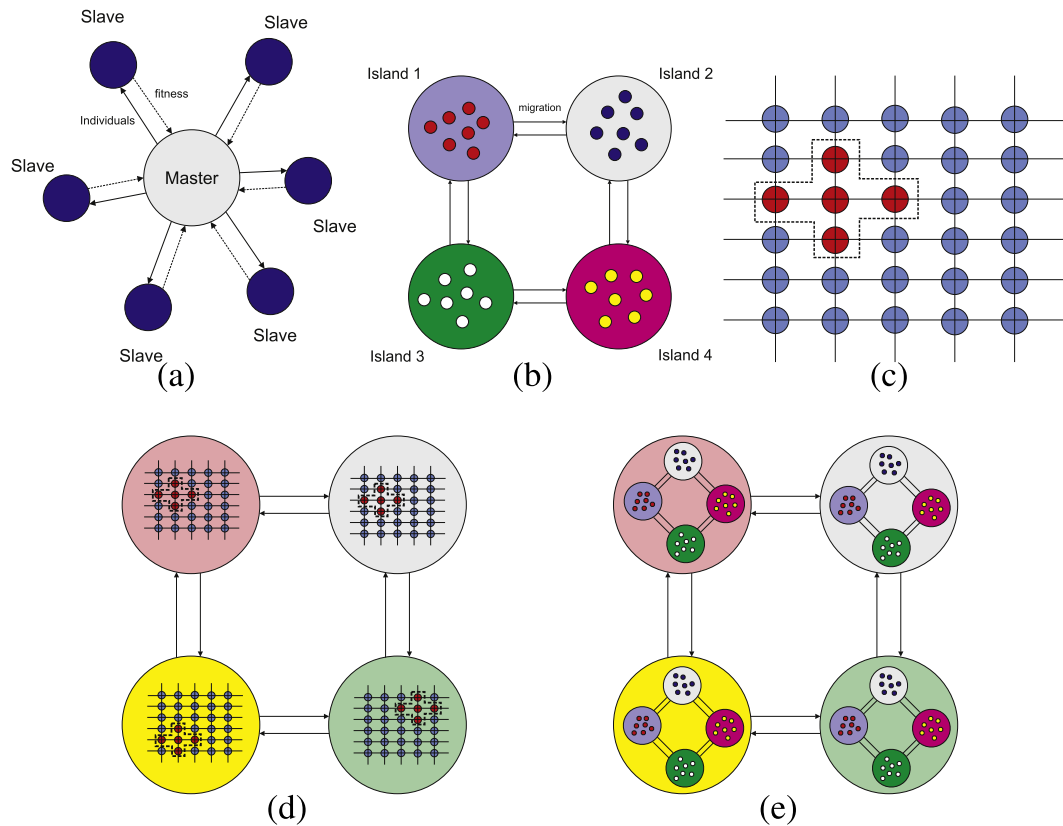 Slave
Slave
fitness
Individuals
Slave
Master
Slave
Slave
Slave
(a)
Island 1
Island 2
migration
Island 3
Island 4
(b)
(c)
(d)
(e)